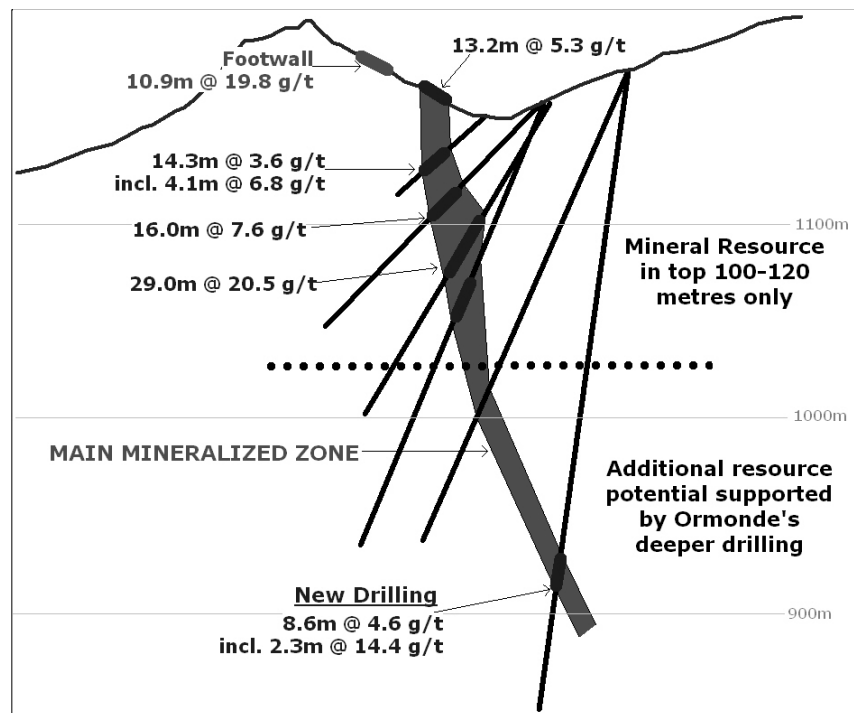 Footwall
10.9m @ 19.8 g/t
13.2m @ 5.3 g/t
14.3m @ 3.6 g/t
incl. 4.1m @ 6.8 g/t
16.0m @ 7.6 g/t
29.0m @ 20.5 g/t
1100m
Mineral Resource
in top 100-120
metres only
1000m
MAIN MINERALIZED ZONE
Additional resource
potential supported
by Ormonde's
deeper drilling
New Drilling
8.6m @ 4.6 g/t
incl. 2.3m @ 14.4 g/t
900m